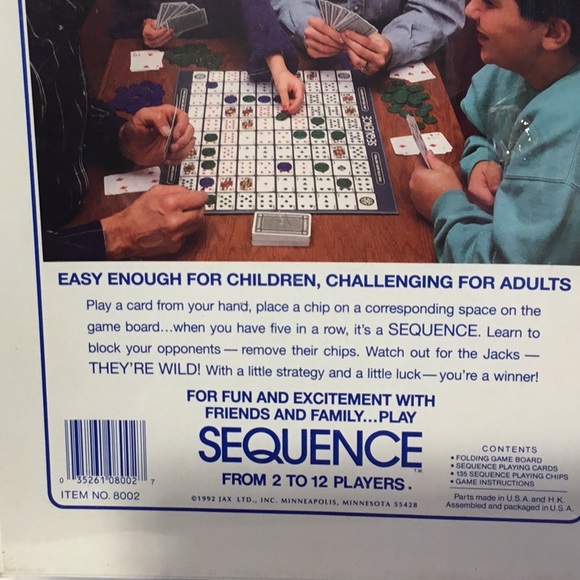 SEQUENCE
EASY ENOUGH FOR CHILDREN, CHALLENGING FOR ADULTS
Play a card from your hand, place a chip on a corresponding space on the
game board...when you have five in a row, it's a SEQUENCE. Learn to
block your opponents — remove their chips. Watch out for the Jacks —
THEY'RE WILD! With a little strategy and a little luck—you're a winner!
FOR FUN AND EXCITEMENT WITH
FRIENDS AND FAMILY...PLAY
SEQUENCE™
FROM 2 TO 12 PLAYERS.
©1992 JAX LTD., INC. MINNEAPOLIS, MINNESOTA 55428
0 35261 08002 7
ITEM NO. 8002
CONTENTS
• FOLDING GAME BOARD
• SEQUENCE PLAYING CARDS
• 135 SEQUENCE PLAYING CHIPS
• GAME INSTRUCTIONS
Parts made in U.S.A. and H.K.
Assembled and packaged in U.S.A.